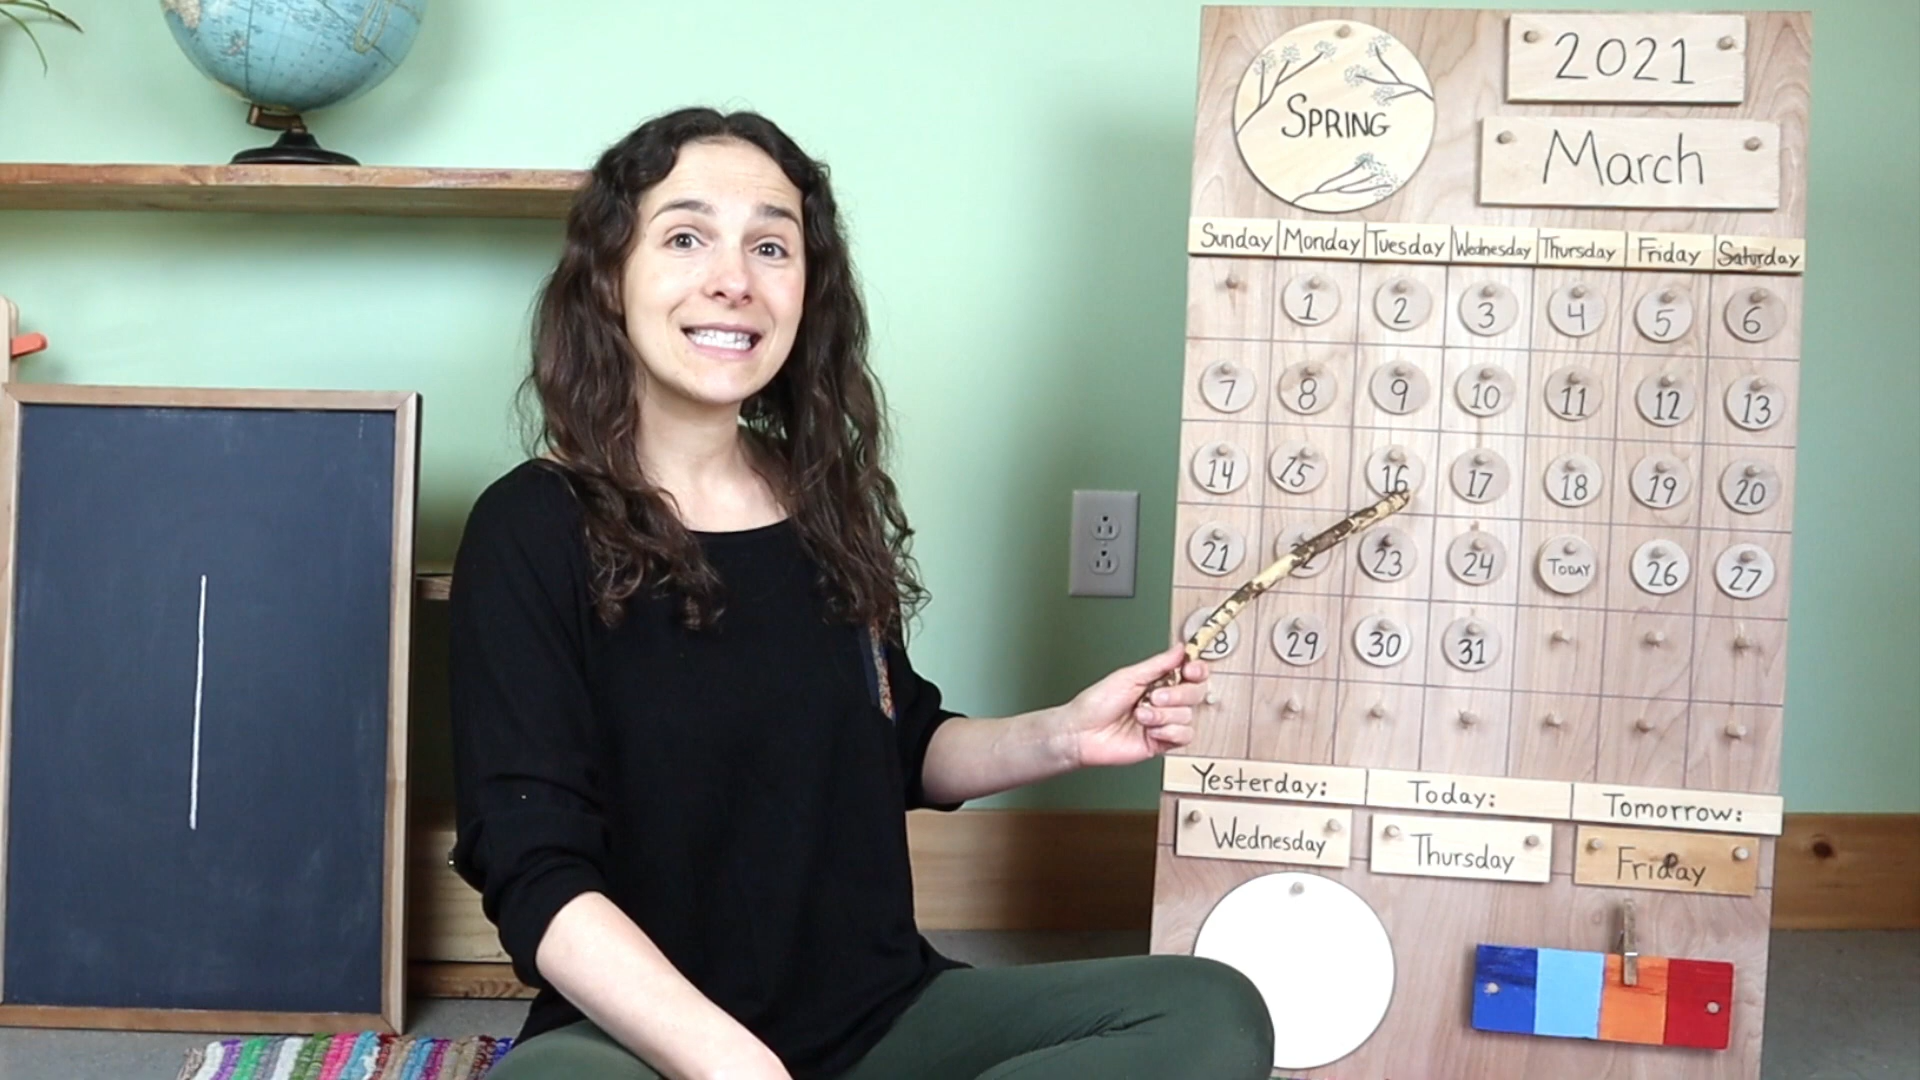 SPRING
2021
March
Sunday Monday Tuesday Wednesday Thursday Friday Saturday
1 2 3 4 5 6
7 8 9 10 11 12 13
14 15 16 17 18 19 20
21 2 23 24 TODAY 26 27
28 29 30 31
Yesterday: Today: Tomorrow:
Wednesday Thursday Friday